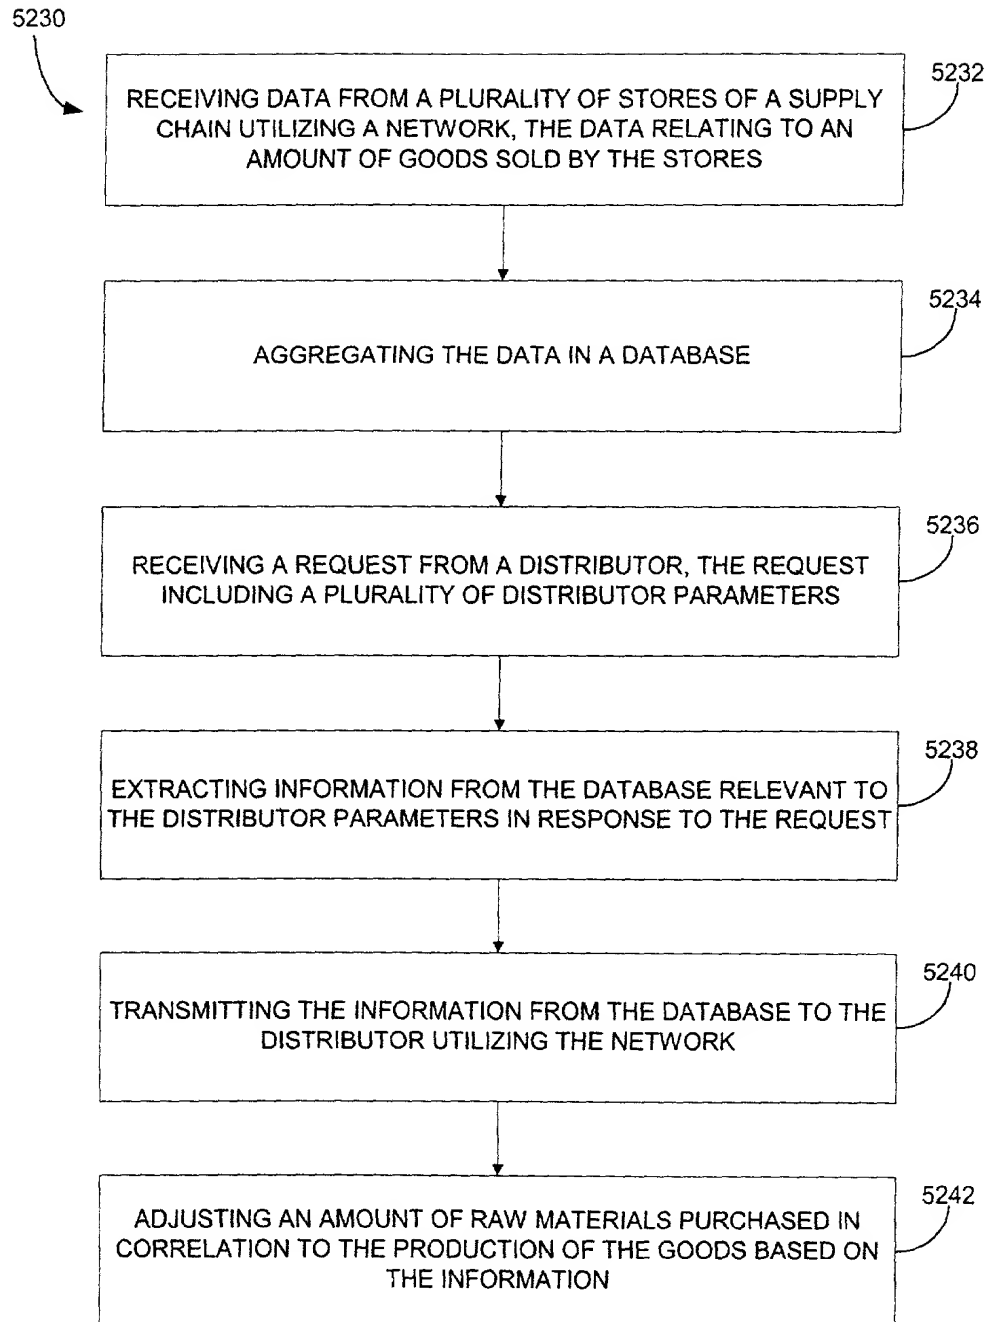 5230
5232
RECEIVING DATA FROM A PLURALITY OF STORES OF A SUPPLY
CHAIN UTILIZING A NETWORK, THE DATA RELATING TO AN
AMOUNT OF GOODS SOLD BY THE STORES
5234
AGGREGATING THE DATA IN A DATABASE
5236
RECEIVING A REQUEST FROM A DISTRIBUTOR, THE REQUEST
INCLUDING A PLURALITY OF DISTRIBUTOR PARAMETERS
5238
EXTRACTING INFORMATION FROM THE DATABASE RELEVANT TO
THE DISTRIBUTOR PARAMETERS IN RESPONSE TO THE REQUEST
5240
TRANSMITTING THE INFORMATION FROM THE DATABASE TO THE
DISTRIBUTOR UTILIZING THE NETWORK
5242
ADJUSTING AN AMOUNT OF RAW MATERIALS PURCHASED IN
CORRELATION TO THE PRODUCTION OF THE GOODS BASED ON
THE INFORMATION